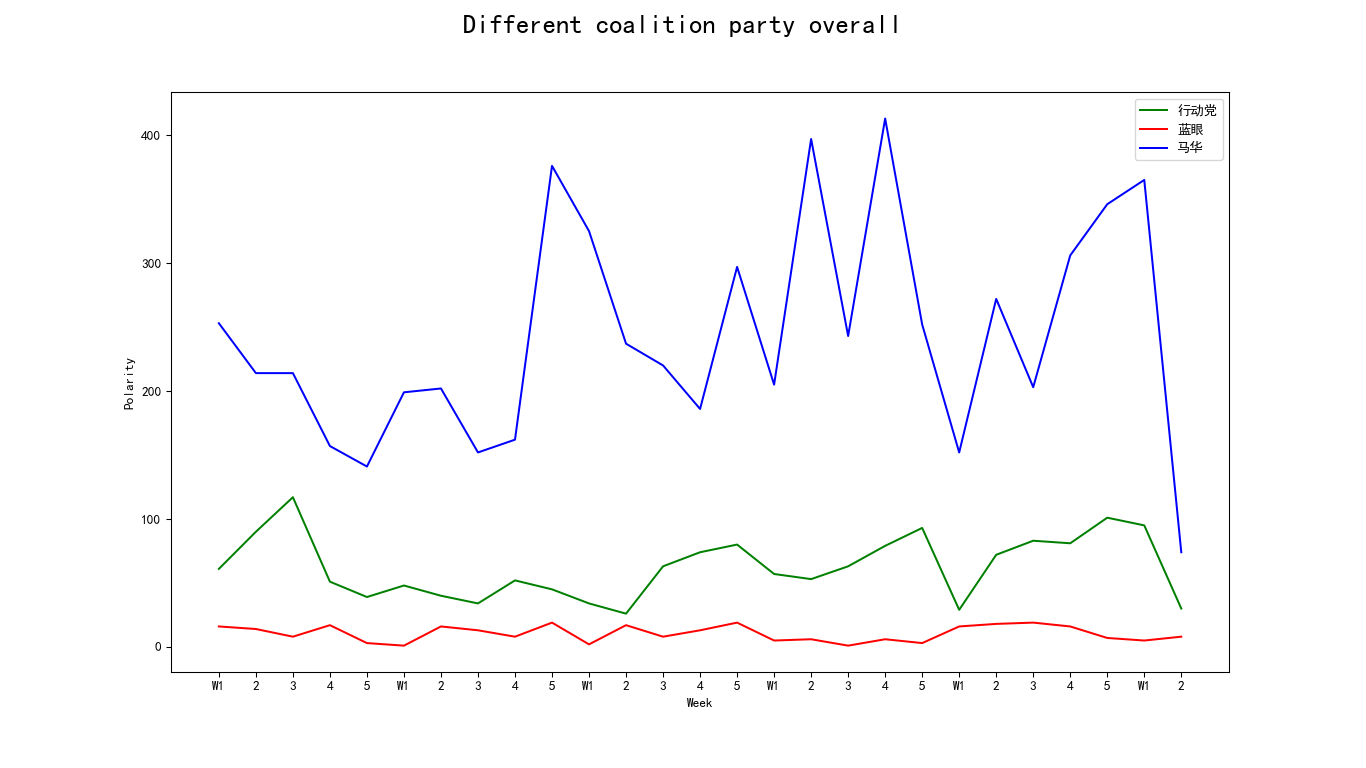 Different coalition party overall
行动党
蓝眼
马华
400
300
200
100
0
Polarity
W1 2 3 4 5 W1 2 3 4 5 W1 2 3 4 5 W1 2 3 4 5 W1 2 3 4 5 W1 2
Week